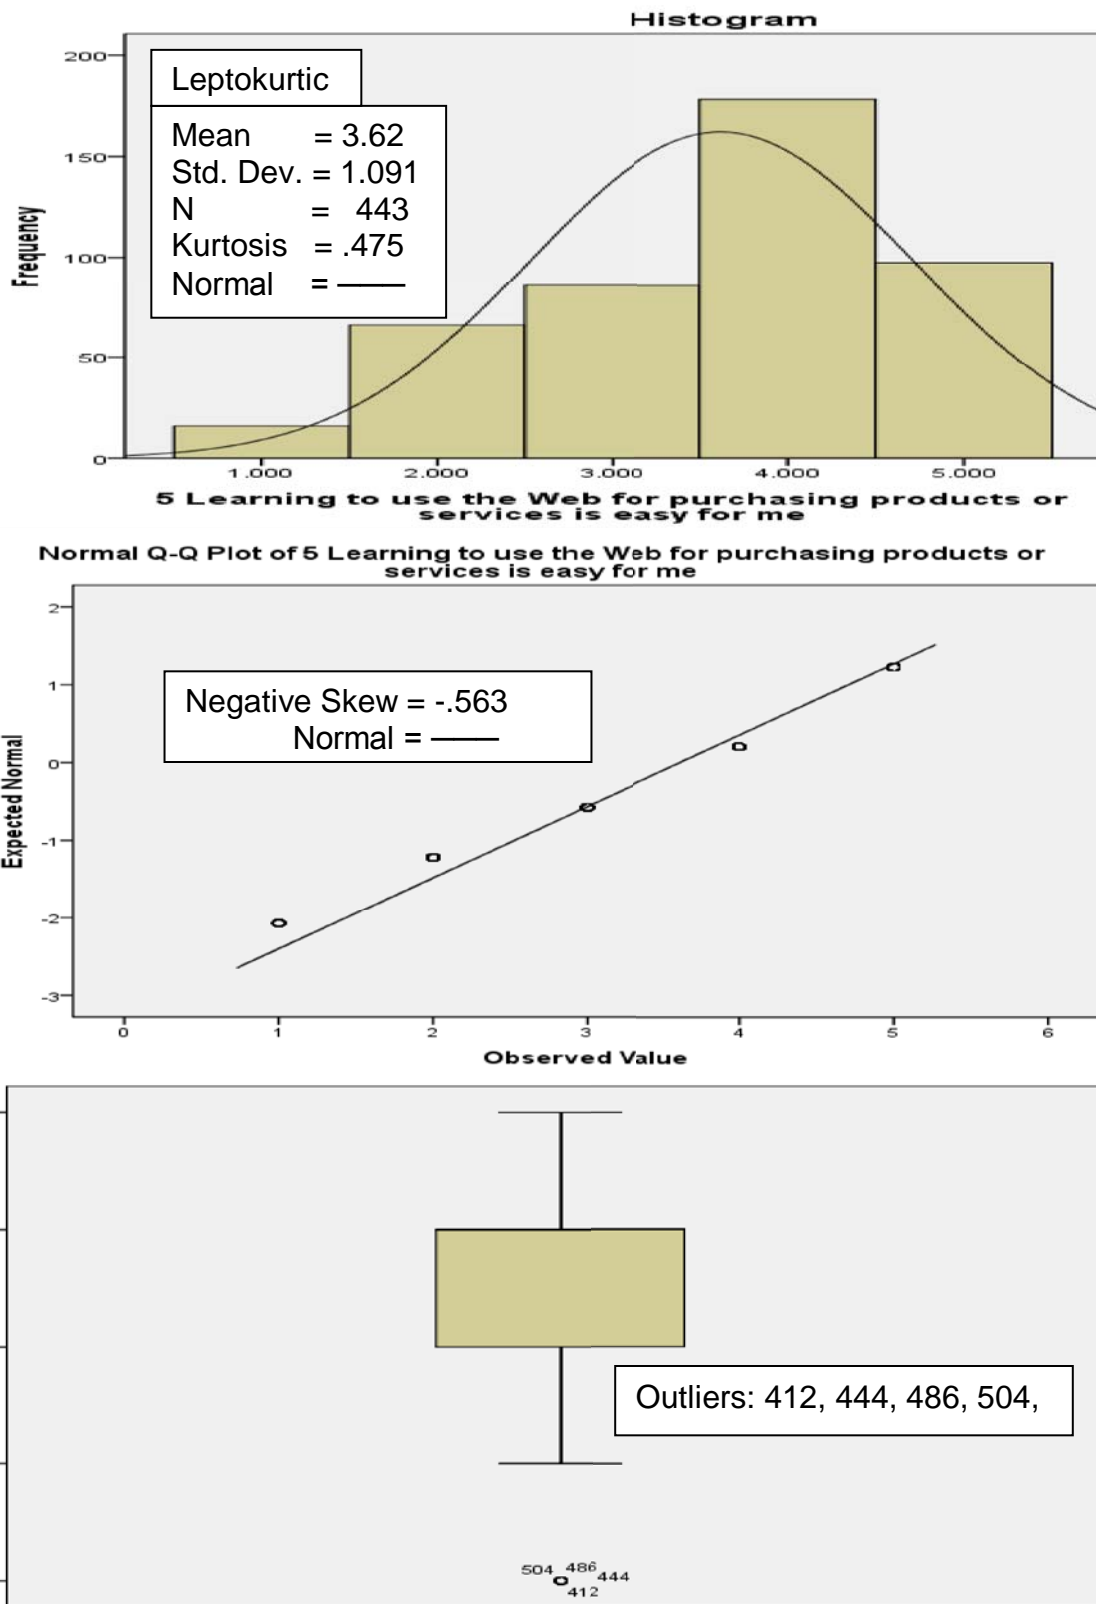 Histogram
200
150
100
50
0
Frequency
Leptokurtic
Mean = 3.62
Std. Dev. = 1.091
N = 443
Kurtosis = .475
Normal = ——
1.000 2.000 3.000 4.000 5.000
5 Learning to use the Web for purchasing products or
services is easy for me
Normal Q-Q Plot of 5 Learning to use the Web for purchasing products or
services is easy for me
2
1
0
-1
-2
-3
Expected Normal
Negative Skew = -.563
Normal = ——
0 1 2 3 4 5 6
Observed Value
Outliers: 412, 444, 486, 504,
504 486 444
412